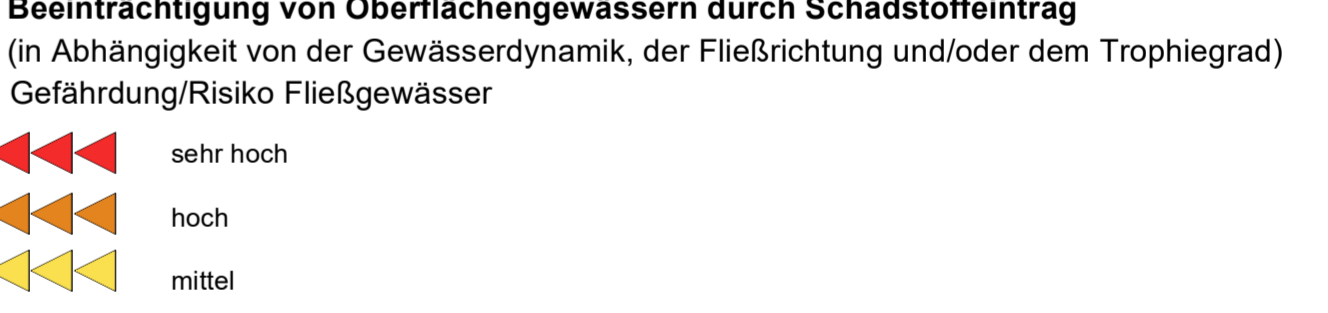 Beeinträchtigung von Oberflächengewässern durch Schadstoffeintrag
(in Abhängigkeit von der Gewässerdynamik, der Fließrichtung und/oder dem Trophiegrad)
Gefährdung/Risiko Fließgewässer
sehr hoch
hoch
mittel